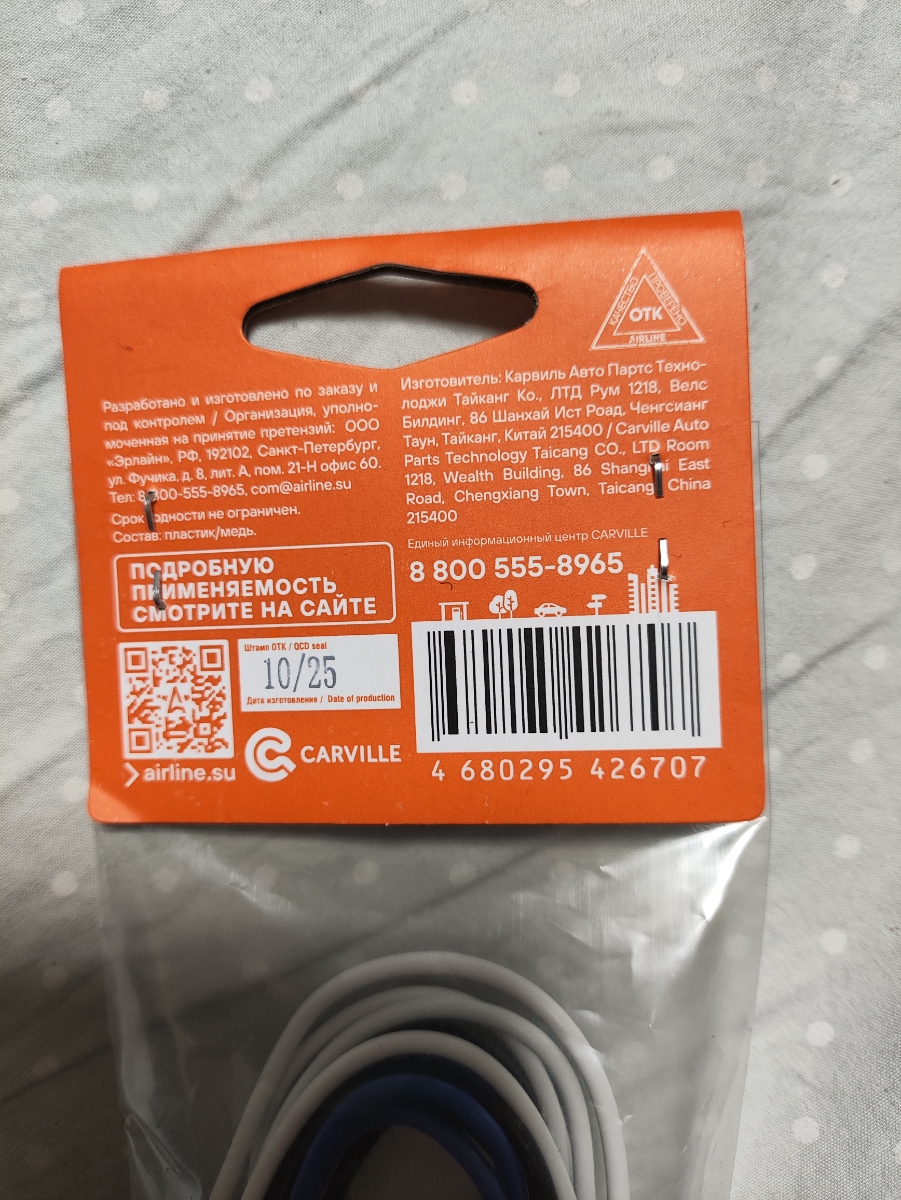 КАЧЕСТВО
ПРОВЕРЕНО
ОТК
AIRLINE
Разработано и изготовлено по заказу и
под контролем / Организация, уполно-
моченная на принятие претензий: ООО
«Эрлайн», РФ, 192102, Санкт-Петербург,
ул. Фучика, д. 8, лит. А, пом. 21-Н офис 60.
Тел: 8 800-555-8965, com@airline.su
Срок годности не ограничен.
Состав: пластик/медь.
ПОДРОБНУЮ
ПРИМЕНЯЕМОСТЬ
СМОТРИТЕ НА САЙТЕ
Штамп ОТК / QCD seal
10/25
Дата изготовления / Date of production
airline.su
CARVILLE
Изготовитель: Карвиль Авто Партс Техно-
лоджи Тайканг Ко., ЛТД Рум 1218, Велс
Билдинг, 86 Шанхай Ист Роад, Ченгсианг
Таун, Тайканг, Китай 215400 / Carville Auto
Parts Technology Taicang CO., LTD Room
1218, Wealth Building, 86 Shanghai East
Road, Chengxiang Town, Taicang, China
215400
Единый информационный центр CARVILLE
8 800 555-8965
4 680295 426707